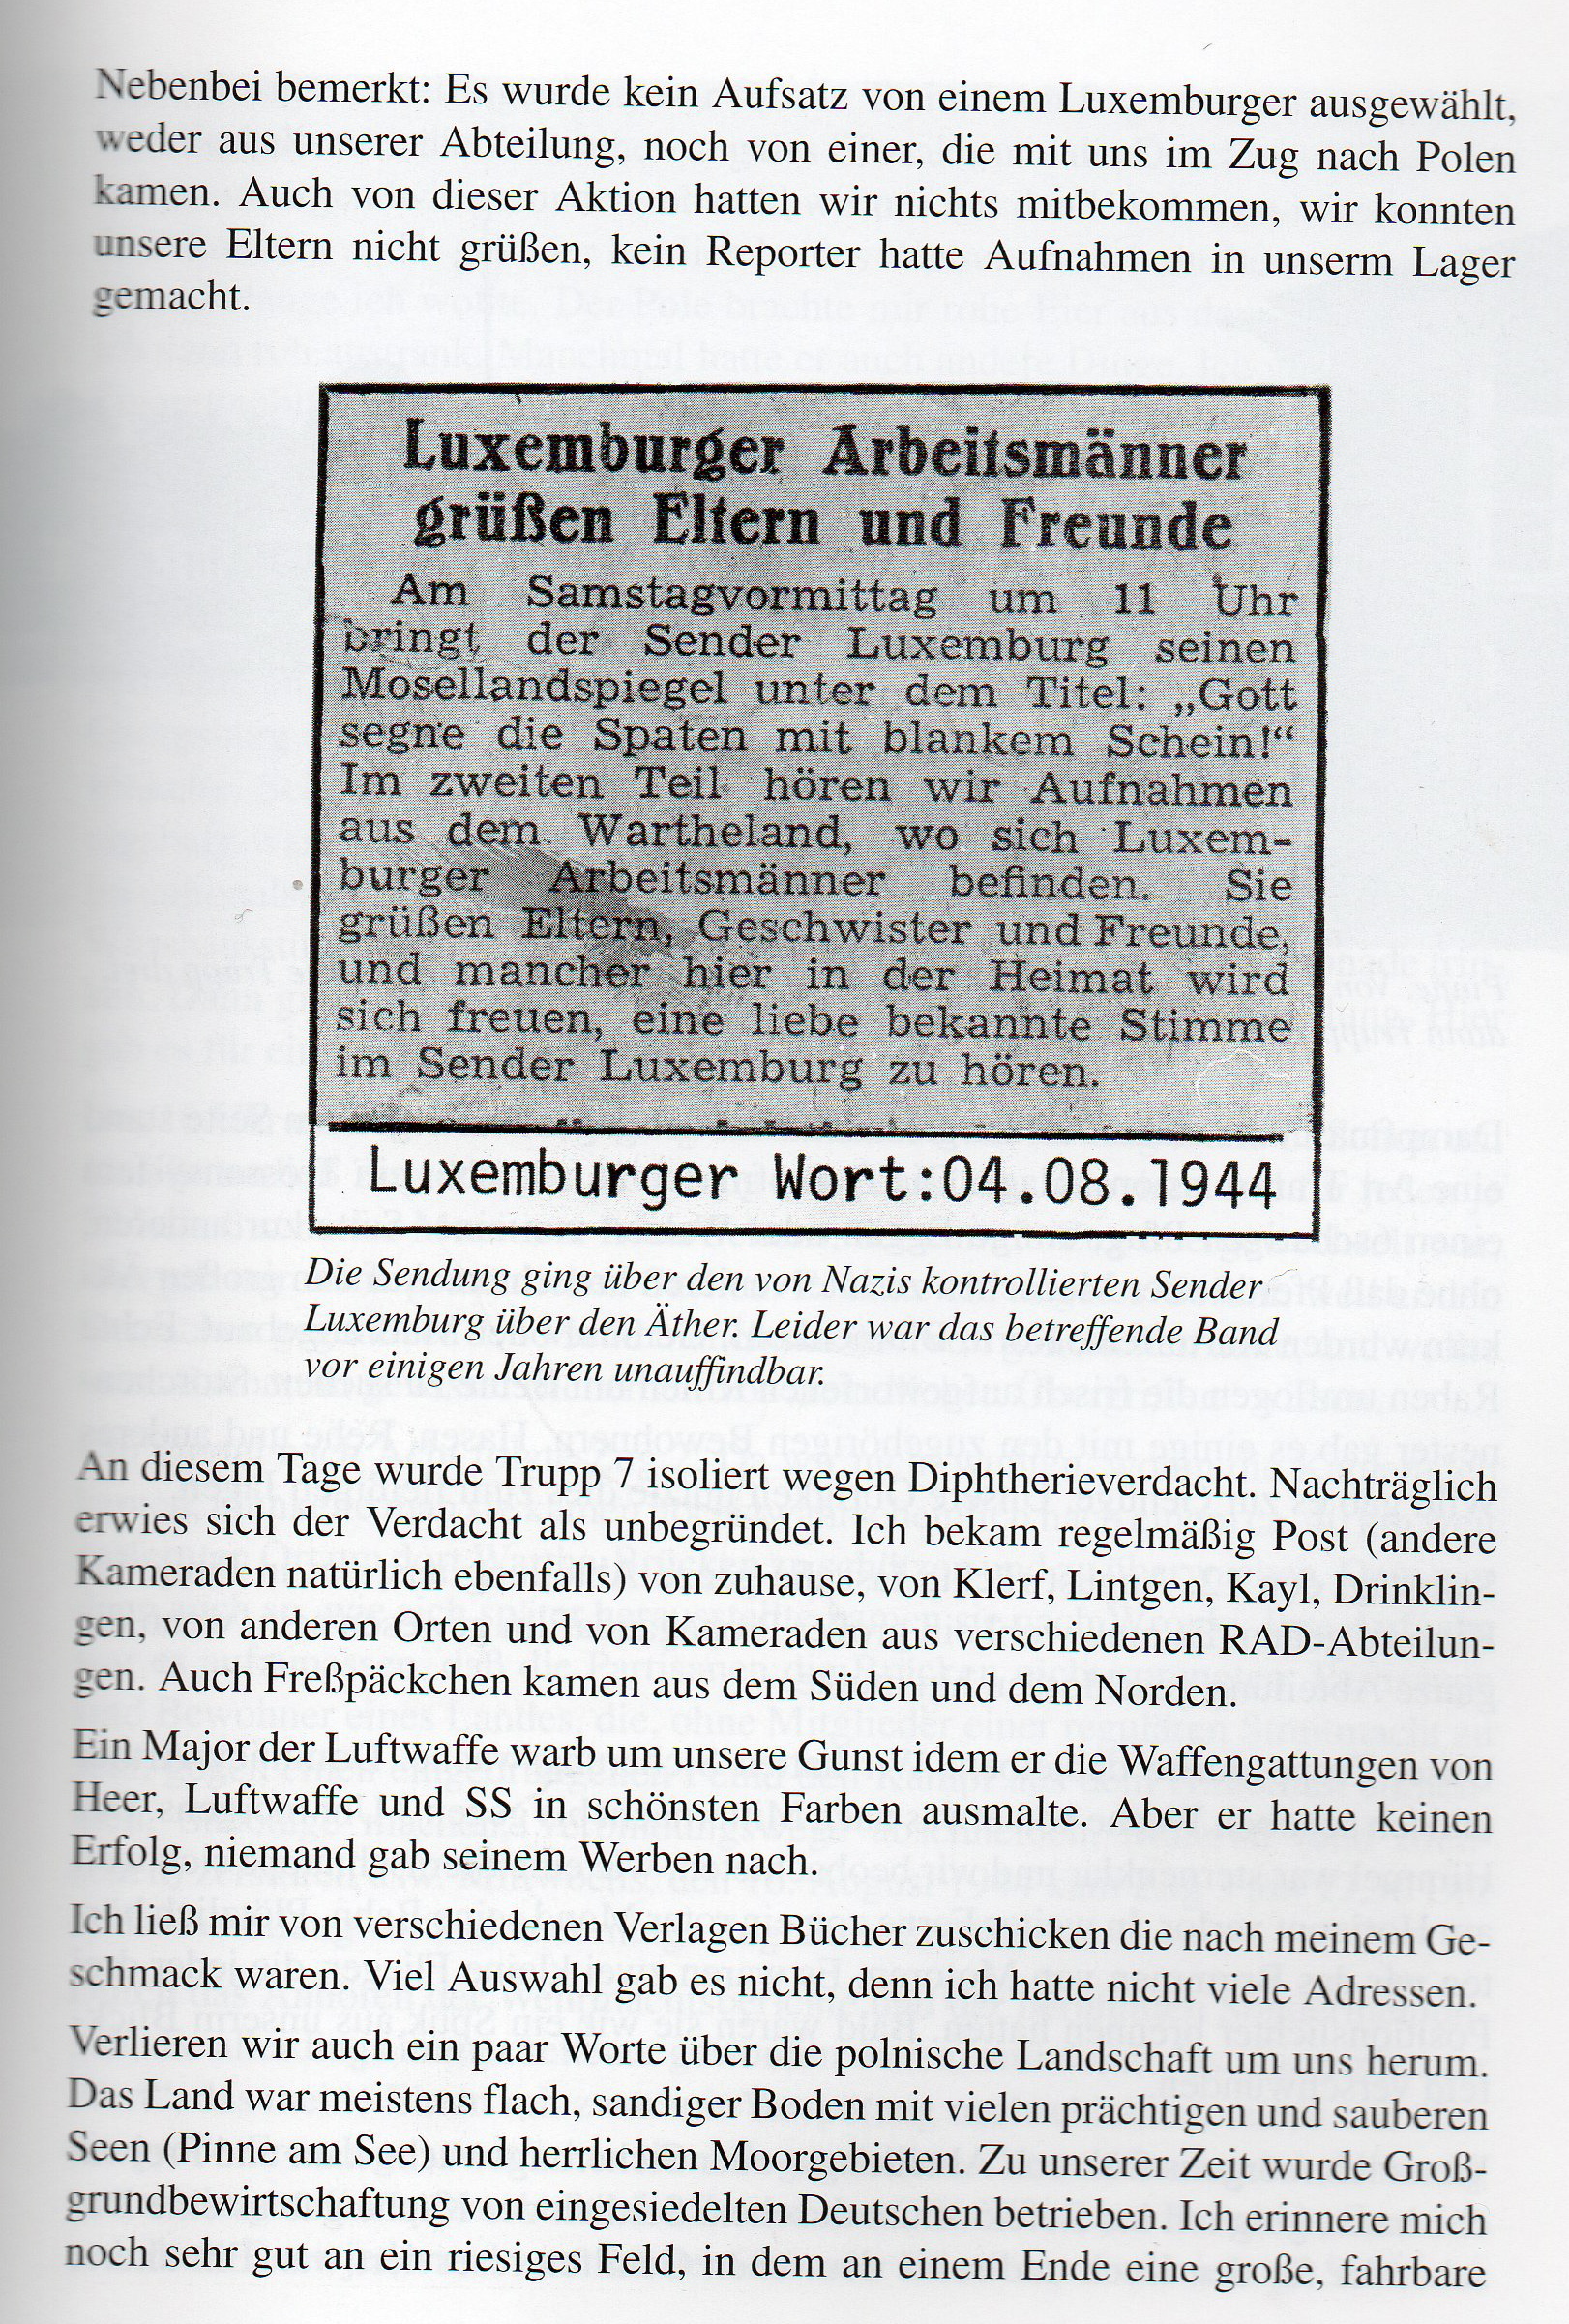 Nebenbei bemerkt: Es wurde kein Aufsatz von einem Luxemburger ausgewählt,
weder aus unserer Abteilung, noch von einer, die mit uns im Zug nach Polen
kamen. Auch von dieser Aktion hatten wir nichts mitbekommen, wir konnten
unsere Eltern nicht grüßen, kein Reporter hatte Aufnahmen in unserm Lager
gemacht.
Luxemburger Arbeitsmänner
grüßen Eltern und Freunde
Am Samstagvormittag um 11 Uhr
bringt der Sender Luxemburg seinen
Mosellandspiegel unter dem Titel: „Gott
segne die Spaten mit blankem Schein!“
Im zweiten Teil hören wir Aufnahmen
aus dem Wartheland, wo sich Luxem-
burger Arbeitsmänner befinden. Sie
grüßen Eltern, Geschwister und Freunde,
und mancher hier in der Heimat wird
sich freuen, eine liebe bekannte Stimme
im Sender Luxemburg zu hören.
Luxemburger Wort:04.08.1944
Die Sendung ging über den von Nazis kontrollierten Sender
Luxemburg über den Äther. Leider war das betreffende Band
vor einigen Jahren unauffindbar.
An diesem Tage wurde Trupp 7 isoliert wegen Diphtherieverdacht. Nachträglich
erwies sich der Verdacht als unbegründet. Ich bekam regelmäßig Post (andere
Kameraden natürlich ebenfalls) von zuhause, von Klerf, Lintgen, Kayl, Drinklin-
gen, von anderen Orten und von Kameraden aus verschiedenen RAD-Abteilun-
gen. Auch Freßpäckchen kamen aus dem Süden und dem Norden.
Ein Major der Luftwaffe warb um unsere Gunst idem er die Waffengattungen von
Heer, Luftwaffe und SS in schönsten Farben ausmalte. Aber er hatte keinen
Erfolg, niemand gab seinem Werben nach.
Ich ließ mir von verschiedenen Verlagen Bücher zuschicken die nach meinem Ge-
schmack waren. Viel Auswahl gab es nicht, denn ich hatte nicht viele Adressen.
Verlieren wir auch ein paar Worte über die polnische Landschaft um uns herum.
Das Land war meistens flach, sandiger Boden mit vielen prächtigen und sauberen
Seen (Pinne am See) und herrlichen Moorgebieten. Zu unserer Zeit wurde Groß-
grundbewirtschaftung von eingesiedelten Deutschen betrieben. Ich erinnere mich
noch sehr gut an ein riesiges Feld, in dem an einem Ende eine große, fahrbare